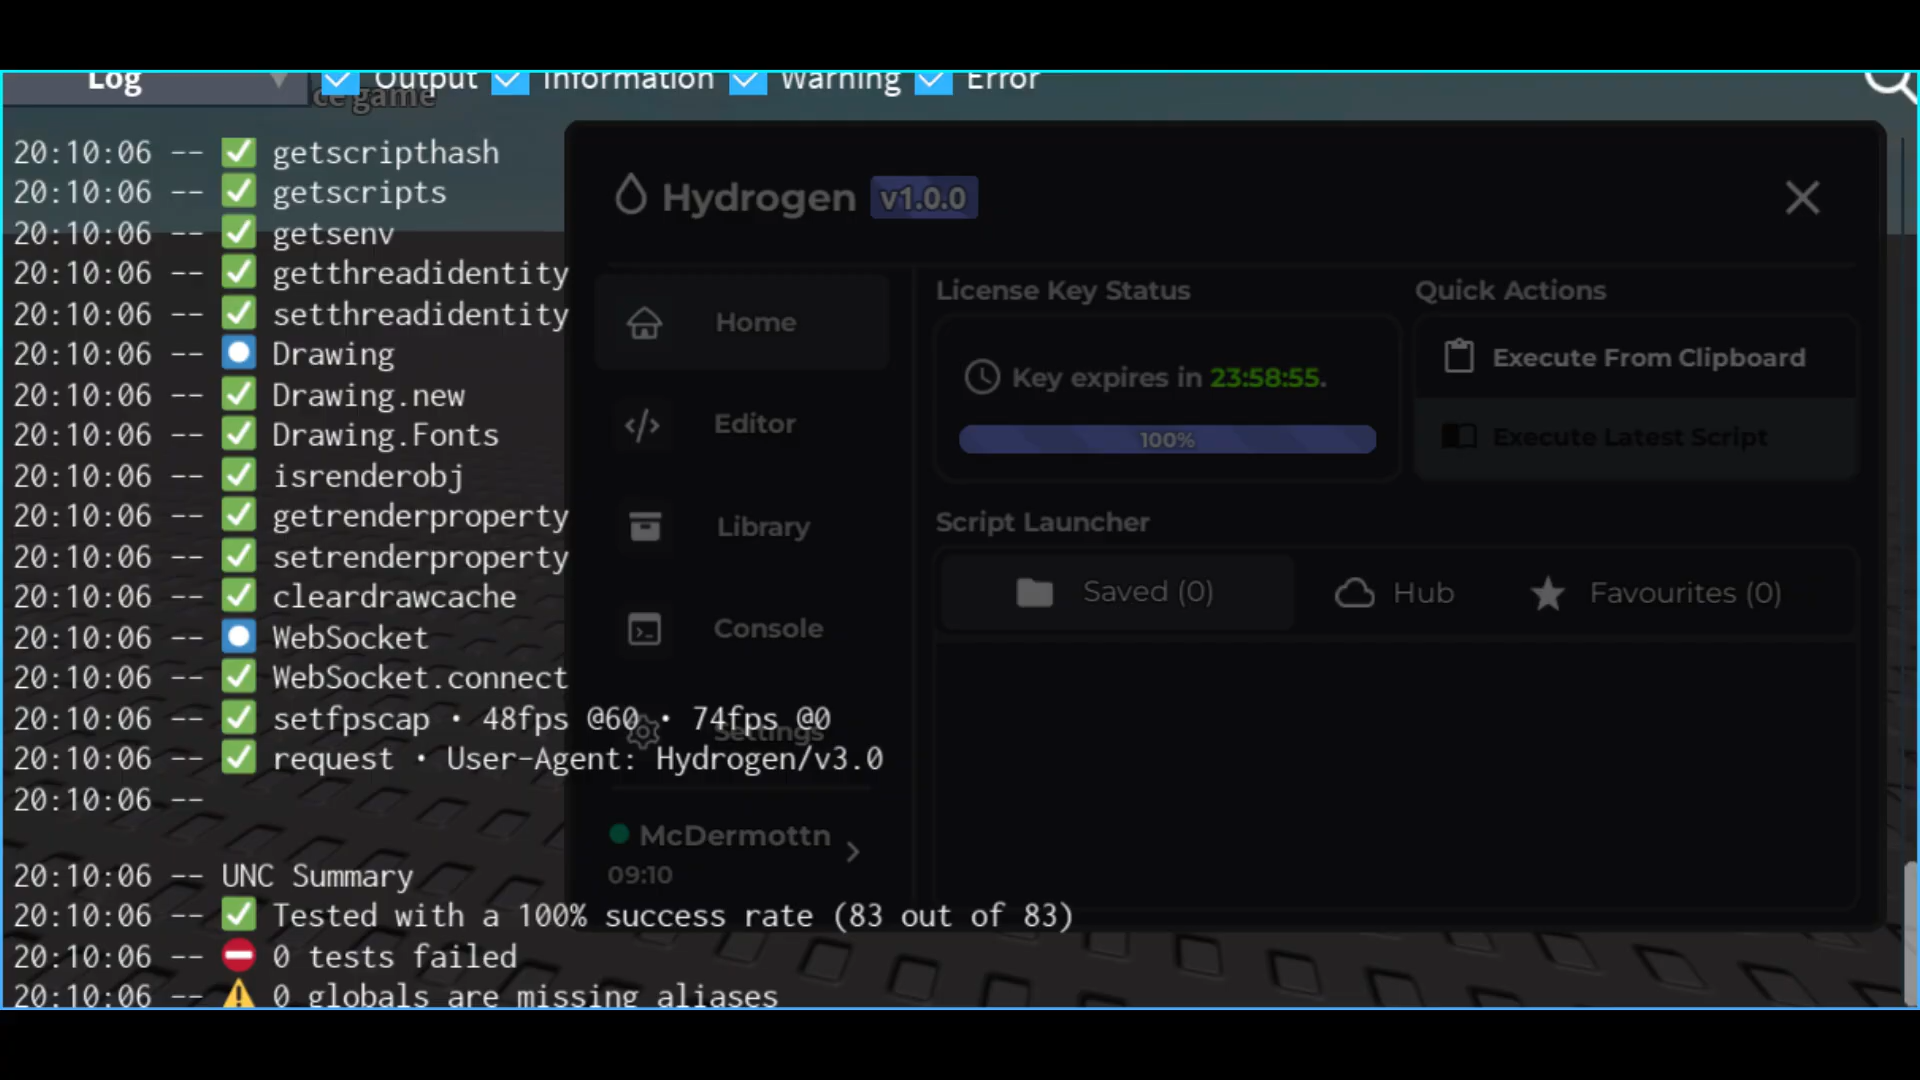 Log Output Information Warning Error
ce game
20:10:06 -- ✅ getscripthash
20:10:06 -- ✅ getscripts
20:10:06 -- ✅ getsenv
20:10:06 -- ✅ getthreadidentity
20:10:06 -- ✅ setthreadidentity
20:10:06 -- ⏺ Drawing
20:10:06 -- ✅ Drawing.new
20:10:06 -- ✅ Drawing.Fonts
20:10:06 -- ✅ isrenderobj
20:10:06 -- ✅ getrenderproperty
20:10:06 -- ✅ setrenderproperty
20:10:06 -- ✅ cleardrawcache
20:10:06 -- ⏺ WebSocket
20:10:06 -- ✅ WebSocket.connect
20:10:06 -- ✅ setfpscap • 48fps @60 • 74fps @0
20:10:06 -- ✅ request • User-Agent: Hydrogen/v3.0
20:10:06 --
20:10:06 -- UNC Summary
20:10:06 -- ✅ Tested with a 100% success rate (83 out of 83)
20:10:06 -- ⛔ 0 tests failed
20:10:06 -- ⚠️ 0 globals are missing aliases
Hydrogen v1.0.0
Home
Editor
Library
Console
Settings
McDermottn
09:10
License Key Status
Key expires in 23:58:55.
100%
Quick Actions
Execute From Clipboard
Execute Latest Script
Script Launcher
Saved (0) Hub Favourites (0)